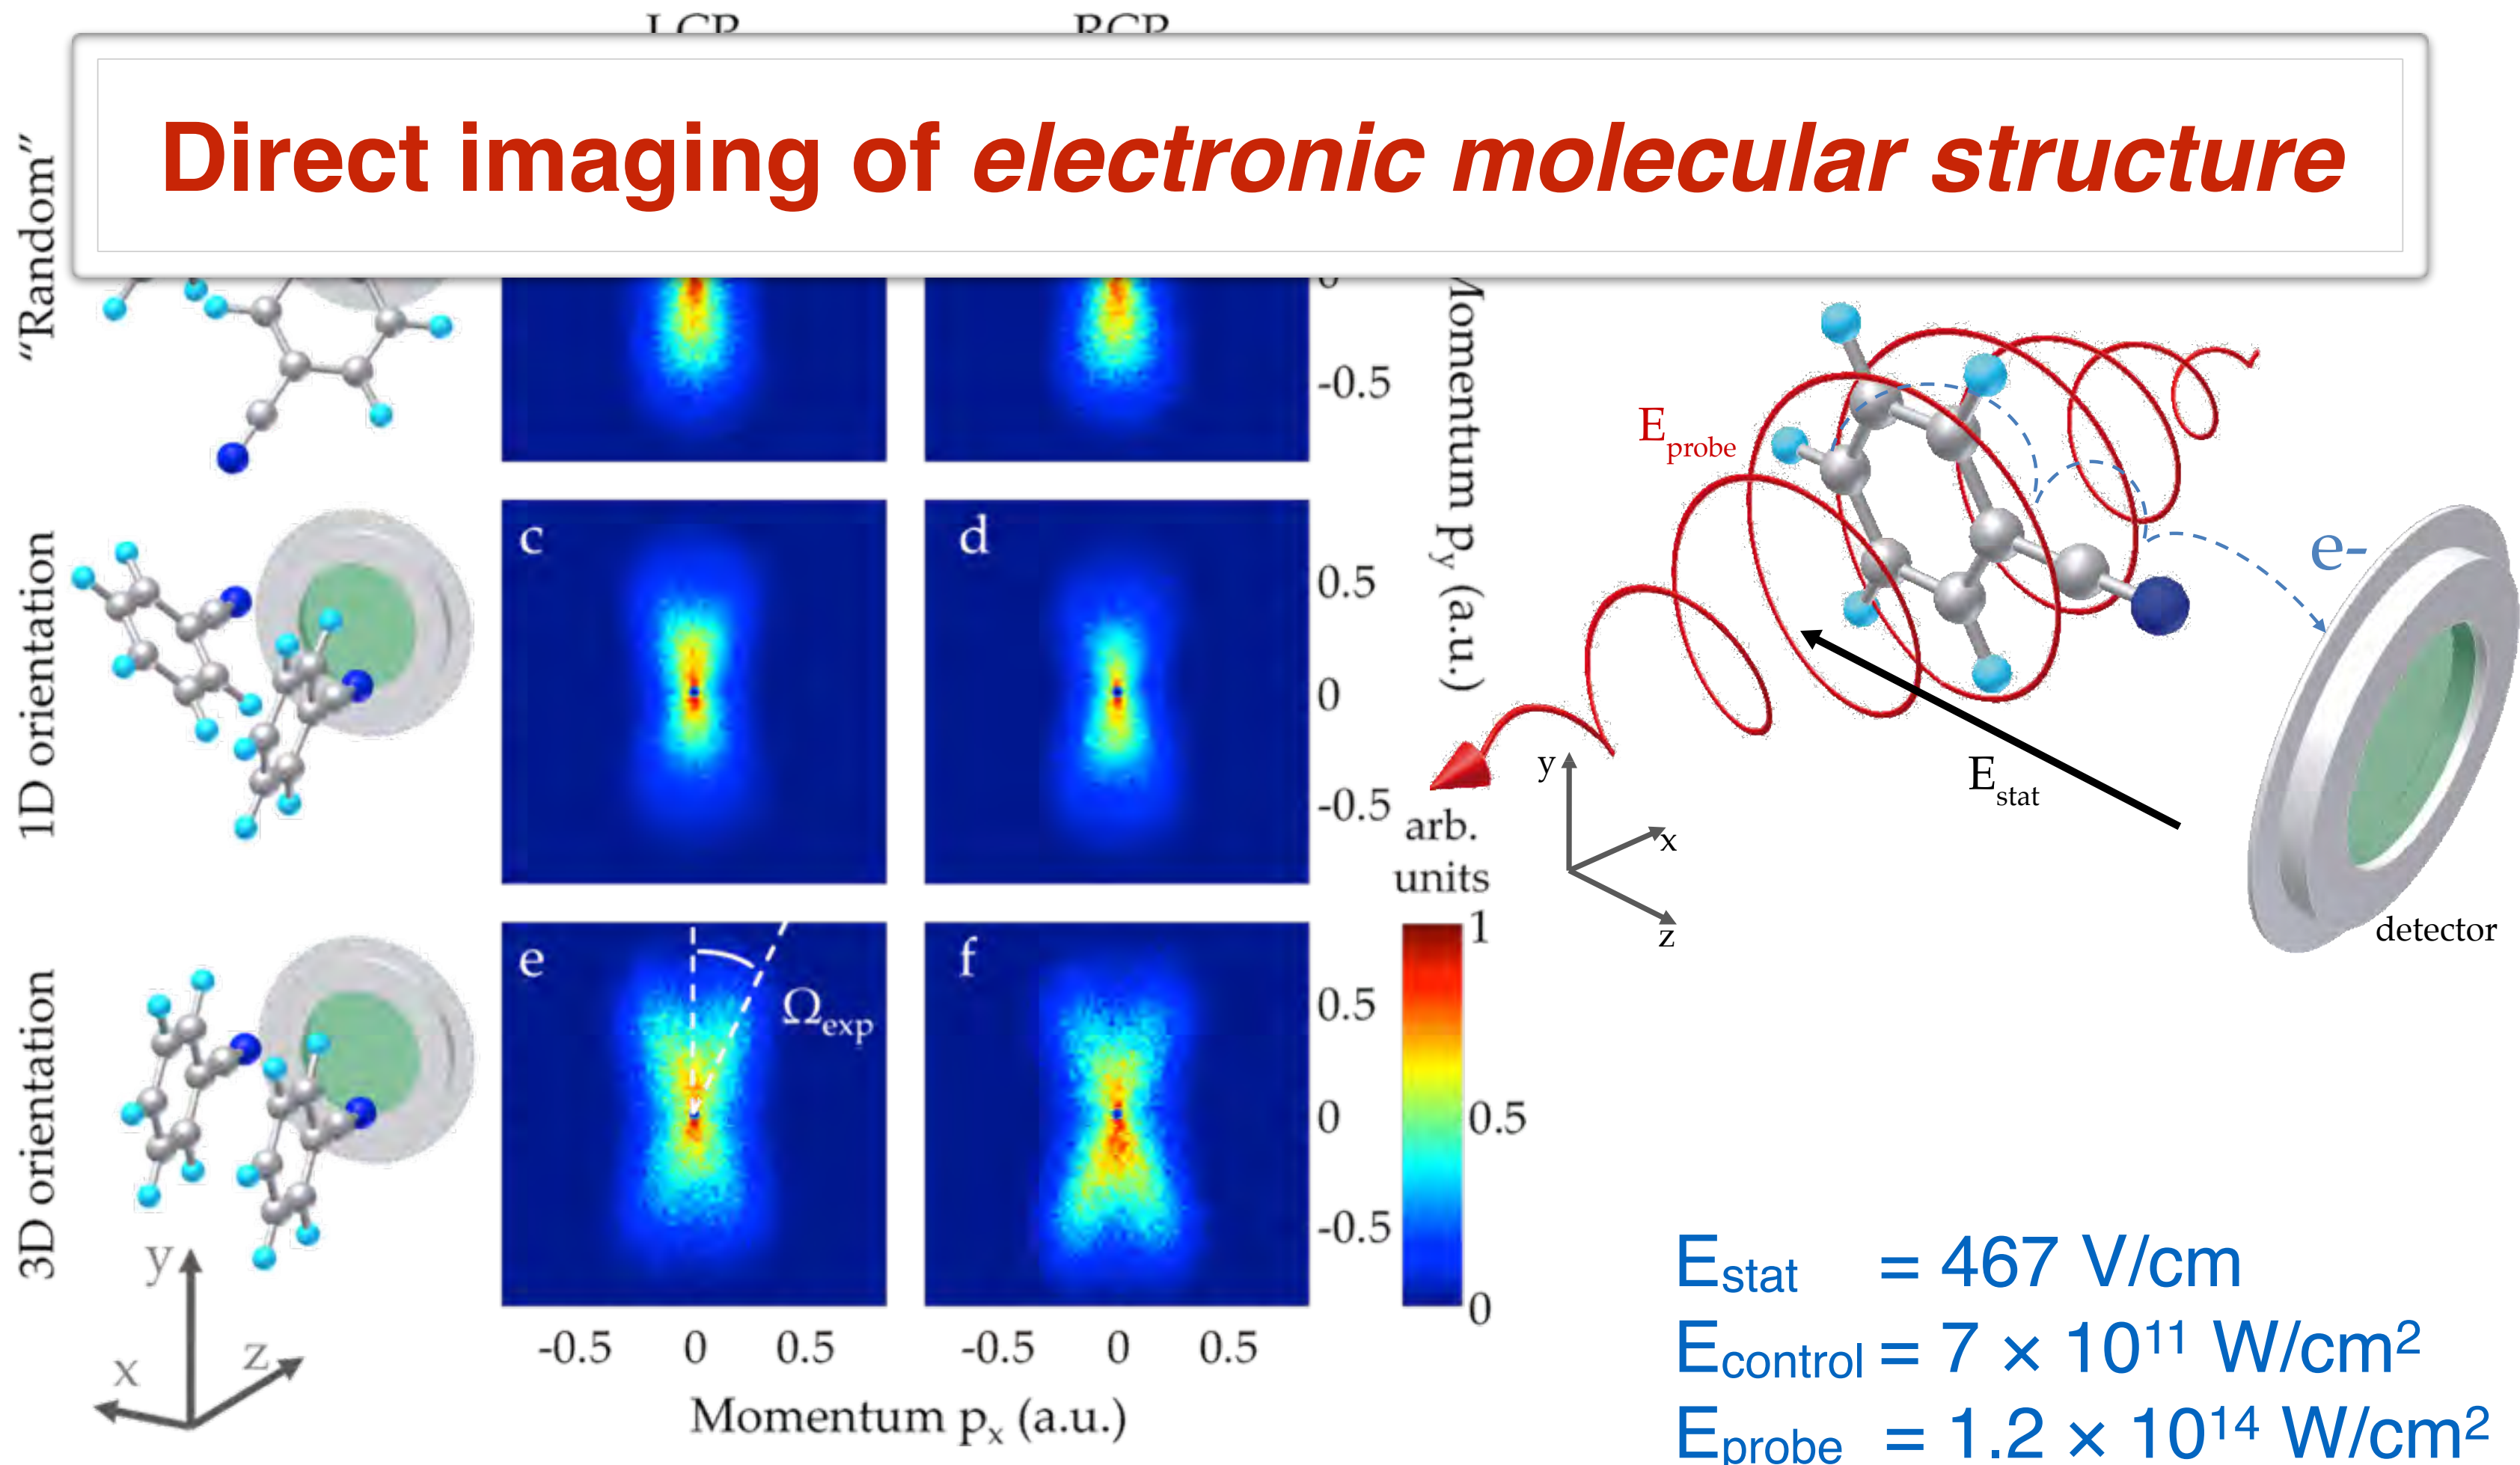 LCP RCP
Direct imaging of electronic molecular structure
"Random"
0
-0.5
Momentum py (a.u.)
Eprobe
e-
1D orientation
c
d
0.5
0
-0.5
Estat
detector
y
x
z
arb.
units
3D orientation
e
Ωexp
f
0.5
0
-0.5
1
0.5
0
y
x
z
-0.5 0 0.5 -0.5 0 0.5
Momentum px (a.u.)
Estat = 467 V/cm
Econtrol = 7 × 10¹¹ W/cm²
Eprobe = 1.2 × 10¹⁴ W/cm²